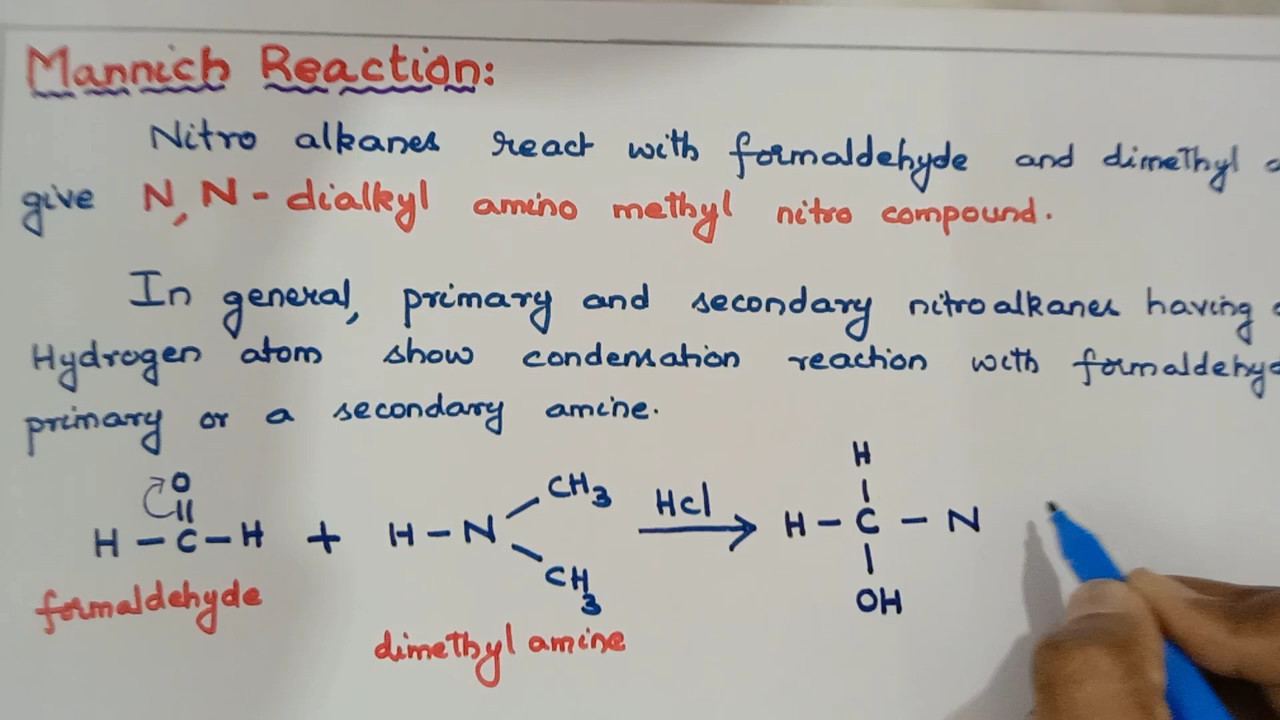 Mannich Reaction:
Nitro alkanes react with formaldehyde and dimethyl
give N, N - dialkyl amino methyl nitro compound.
In general, primary and secondary nitroalkanes having
Hydrogen atom show condensation reaction with formaldehyd
primary or a secondary amine.
H
O CH3
|| HCl |
H - C - H + H - N → H - C - N
CH3 |
OH
formaldehyde
dimethyl amine